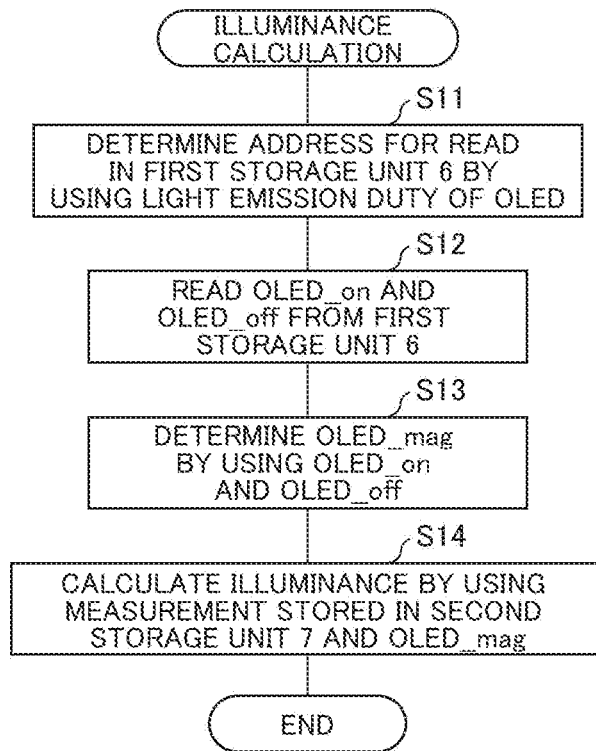 ILLUMINANCE
CALCULATION
S11
DETERMINE ADDRESS FOR READ
IN FIRST STORAGE UNIT 6 BY
USING LIGHT EMISSION DUTY OF OLED
S12
READ OLED_on AND
OLED_off FROM FIRST
STORAGE UNIT 6
S13
DETERMINE OLED_mag
BY USING OLED_on
AND OLED_off
S14
CALCULATE ILLUMINANCE BY USING
MEASUREMENT STORED IN SECOND
STORAGE UNIT 7 AND OLED_mag
END